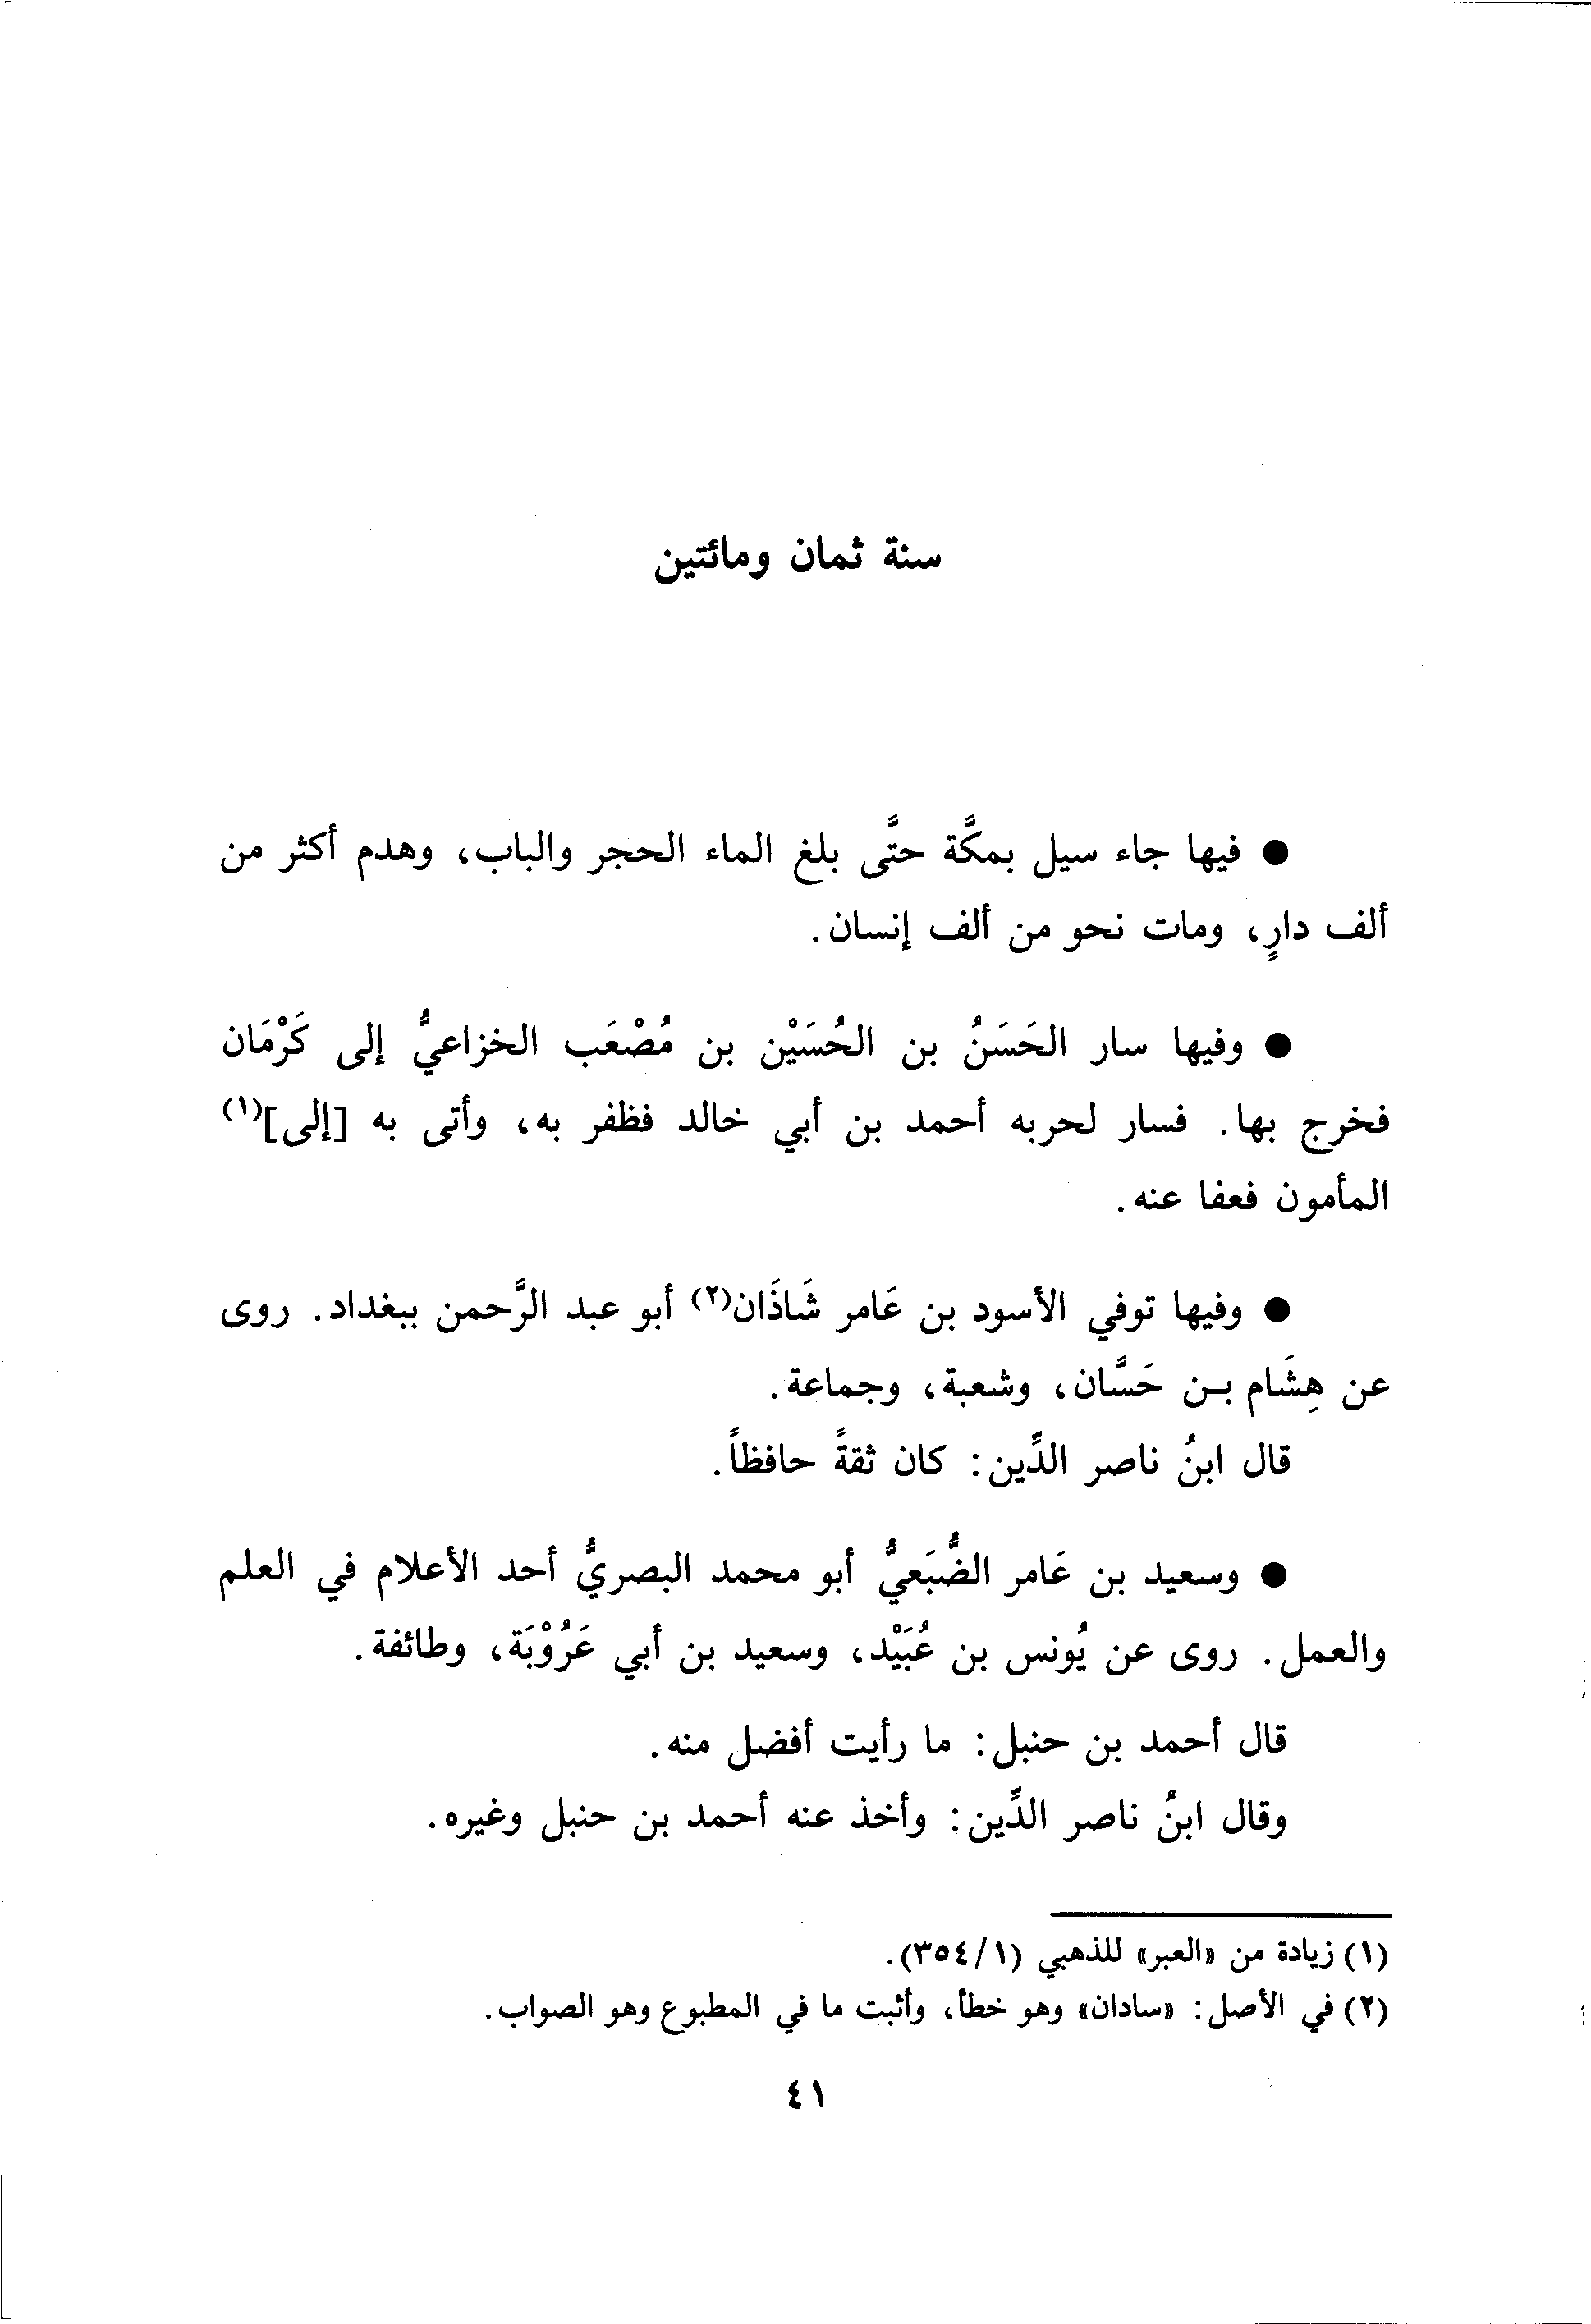 سنة ثمان ومائتين
● فيها جاء سيل بمكَّة حتَّى بلغ الماء الحجر والباب، وهدم أكثر من
ألف دارٍ، ومات نحو من ألف إنسان.
● وفيها سار الحَسَنُ بن الحُسَيْن بن مُصْعَب الخزاعيُّ إلى كَرْمَان
فخرج بها. فسار لحربه أحمد بن أبي خالد فظفر به، وأتى به [إلى](١)
المأمون فعفا عنه.
● وفيها توفي الأسود بن عَامر شَاذَان(٢) أبو عبد الرَّحمن ببغداد. روى
عن هِشَام بن حَسَّان، وشعبة، وجماعة.
قال ابنُ ناصر الدِّين: كان ثقةً حافظاً.
● وسعيد بن عَامر الضُّبَعيُّ أبو محمد البصريُّ أحد الأعلام في العلم
والعمل. روى عن يُونس بن عُبَيْد، وسعيد بن أبي عَرُوْبَة، وطائفة.
قال أحمد بن حنبل: ما رأيت أفضل منه.
وقال ابنُ ناصر الدِّين: وأخذ عنه أحمد بن حنبل وغيره.
(١) زيادة من «العبر» للذهبي (١/٣٥٤).
(٢) في الأصل: «سادان» وهو خطأ، وأثبت ما في المطبوع وهو الصواب.
٤١